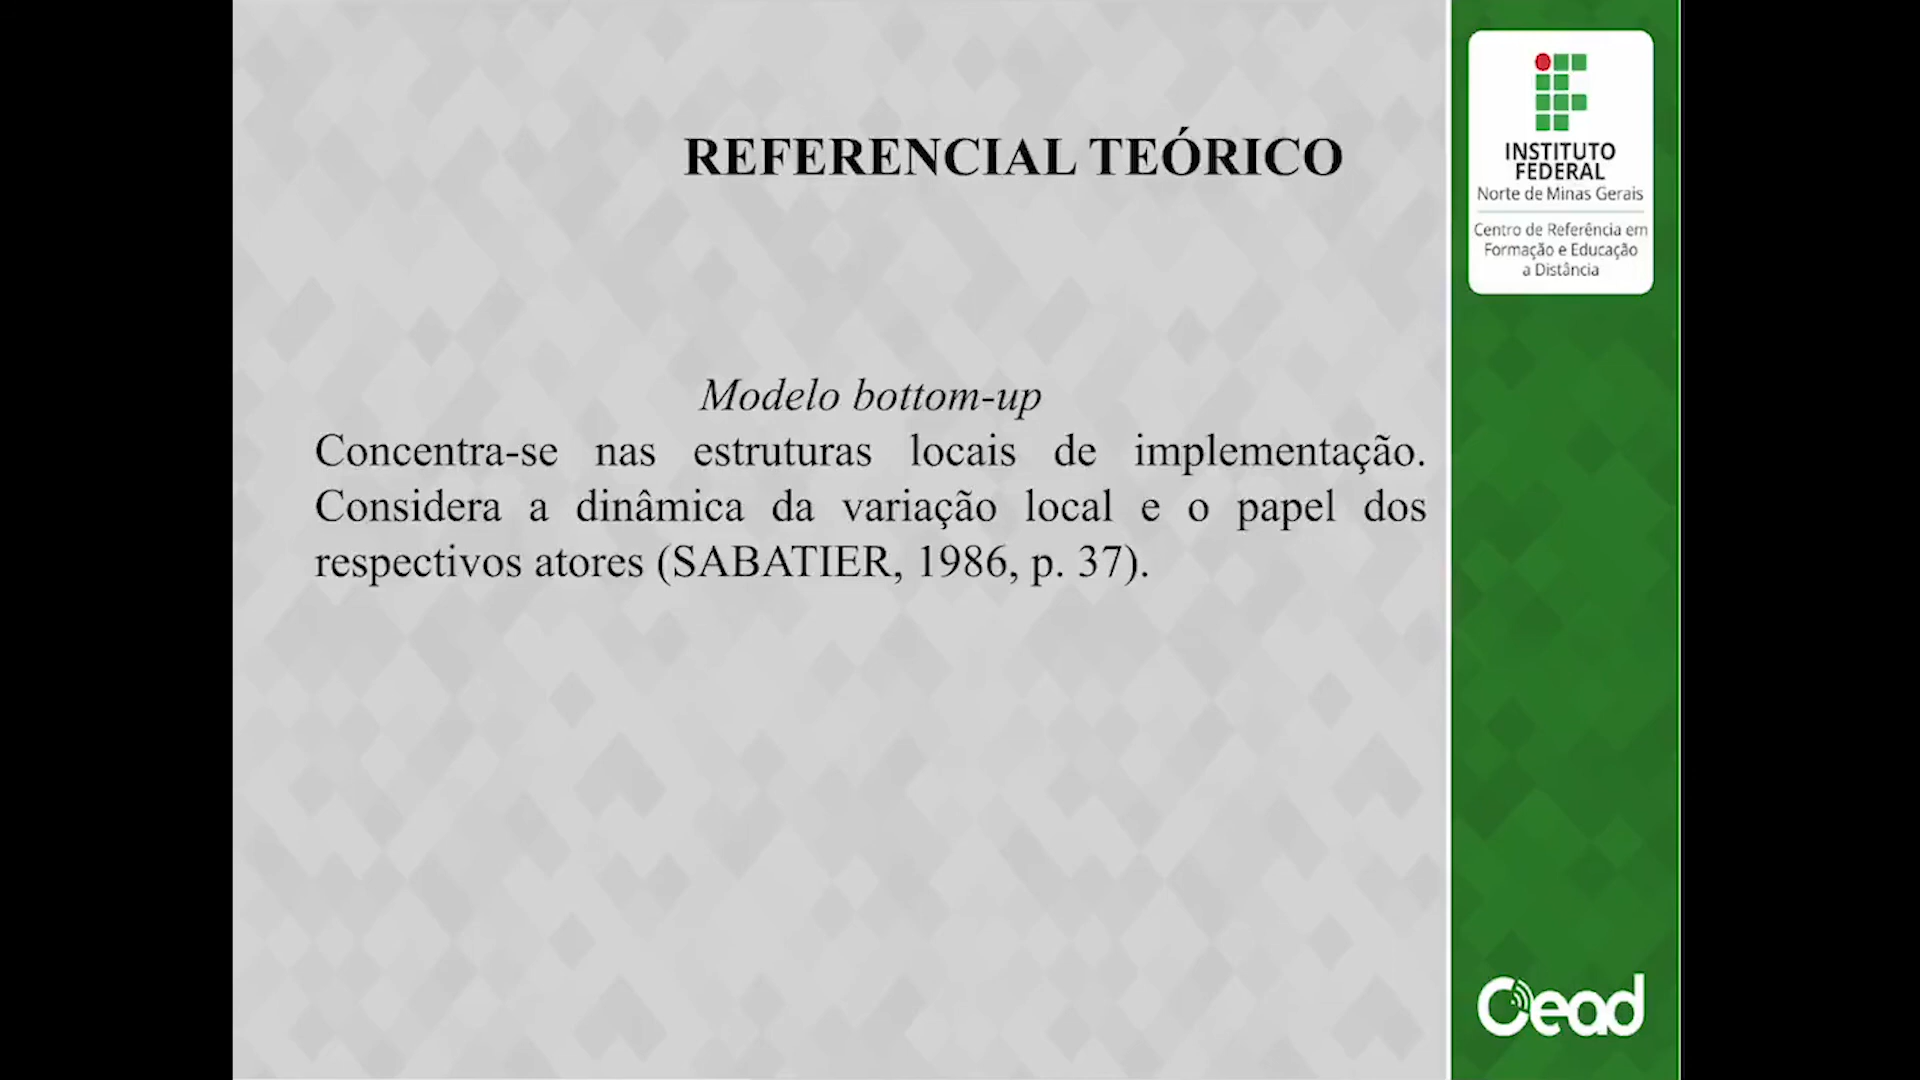 REFERENCIAL TEÓRICO
INSTITUTO
FEDERAL
Norte de Minas Gerais
Centro de Referência em
Formação e Educação
a Distância
Modelo bottom-up
Concentra-se nas estruturas locais de implementação.
Considera a dinâmica da variação local e o papel dos
respectivos atores (SABATIER, 1986, p. 37).
Cead